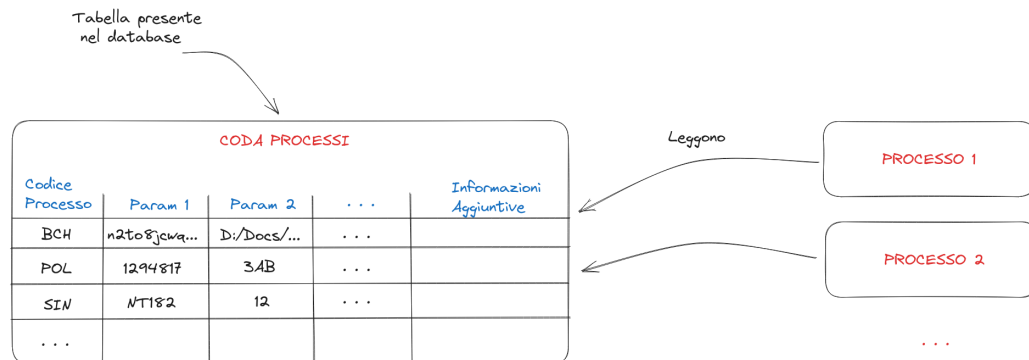 Tabella presente
nel database
CODA PROCESSI
Leggono
PROCESSO 1
Codice
Processo
Param 1
Param 2
. . .
Informazioni
Aggiuntive
BCH
n2to8jcwq...
D:/Docs/...
. . .
POL
1294817
3AB
. . .
PROCESSO 2
SIN
NT182
12
. . .
. . .
. . .